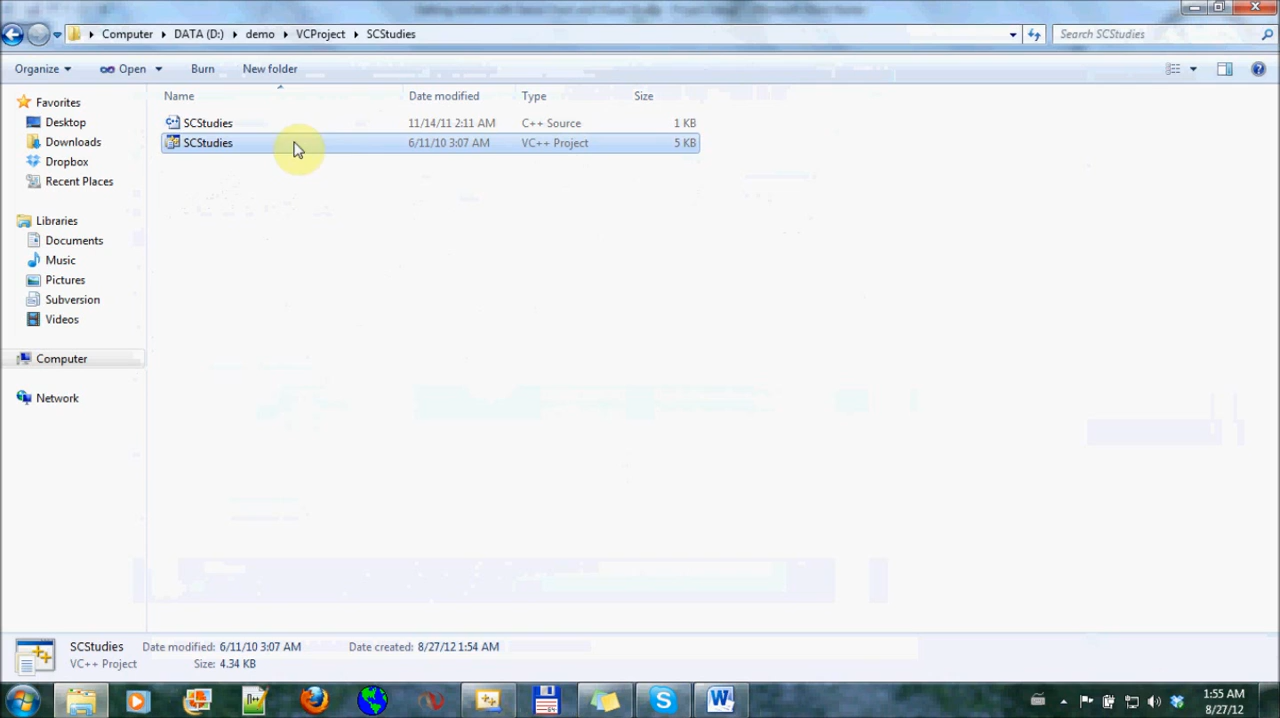 Computer DATA (D:) demo VCProject SCStudies
Search SCStudies
Organize Open Burn New folder
Name Date modified Type Size
SCStudies 11/14/11 2:11 AM C++ Source 1 KB
SCStudies 6/11/10 3:07 AM VC++ Project 5 KB
Favorites
Desktop
Downloads
Dropbox
Recent Places
Libraries
Documents
Music
Pictures
Subversion
Videos
Computer
Network
SCStudies Date modified: 6/11/10 3:07 AM Date created: 8/27/12 1:54 AM
VC++ Project Size: 4.34 KB
1:55 AM
8/27/12